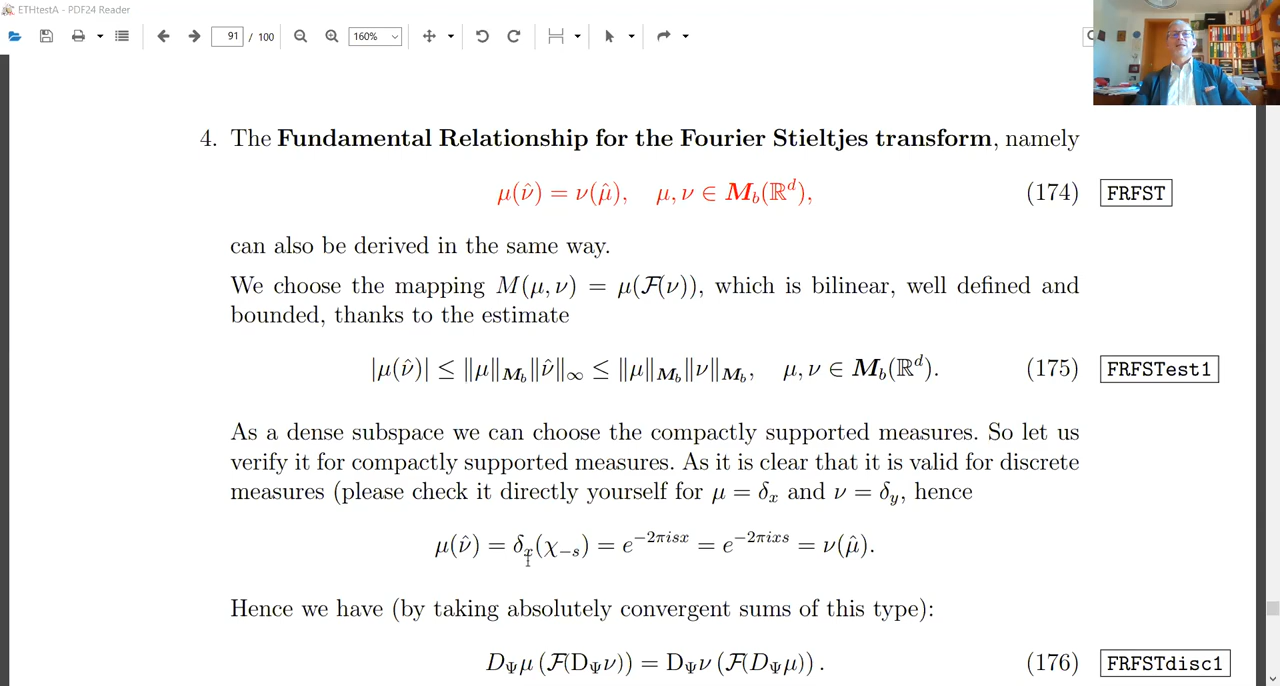 ETHtestA - PDF24 Reader
91 / 100 160%
4. The Fundamental Relationship for the Fourier Stieltjes transform, namely
μ(ν̂) = ν(μ̂), μ, ν ∈ M_b(ℝ^d), (174) FRFST
can also be derived in the same way.
We choose the mapping M(μ, ν) = μ(ℱ(ν)), which is bilinear, well defined and
bounded, thanks to the estimate
|μ(ν̂)| ≤ ‖μ‖_{M_b}‖ν̂‖_∞ ≤ ‖μ‖_{M_b}‖ν‖_{M_b}, μ, ν ∈ M_b(ℝ^d). (175) FRFSTest1
As a dense subspace we can choose the compactly supported measures. So let us
verify it for compactly supported measures. As it is clear that it is valid for discrete
measures (please check it directly yourself for μ = δ_x and ν = δ_y, hence
μ(ν̂) = δ_x(χ_{-s}) = e^{-2πisx} = e^{-2πixs} = ν(μ̂).
Hence we have (by taking absolutely convergent sums of this type):
D_Ψμ (ℱ(D_Ψν)) = D_Ψν (ℱ(D_Ψμ)) . (176) FRFSTdisc1